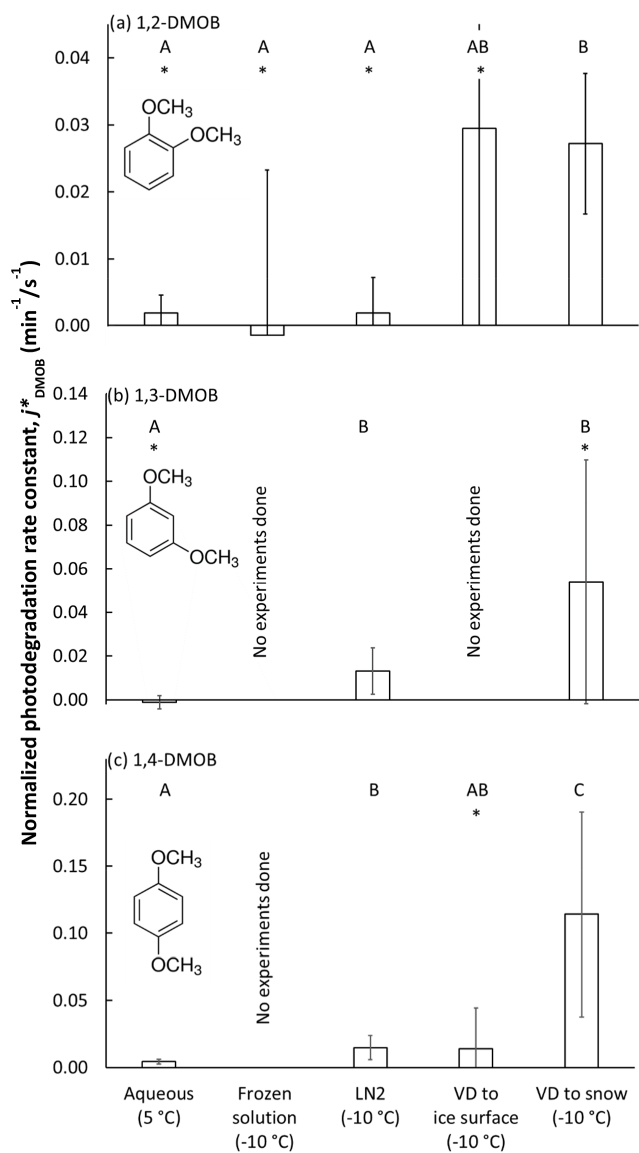 Normalized photodegradation rate constant, j*DMOB (min-1/s-1)
(a) 1,2-DMOB
A A A AB B
* * * *
0.04
0.03
0.02
0.01
0.00
OCH3
OCH3
(b) 1,3-DMOB
0.14
0.12
0.10
0.08
0.06
0.04
0.02
0.00
A B B
* *
OCH3
OCH3
No experiments done
No experiments done
(c) 1,4-DMOB
A B AB C
*
0.20
0.15
0.10
0.05
0.00
OCH3
OCH3
No experiments done
Aqueous
(5 °C)
Frozen
solution
(-10 °C)
LN2
(-10 °C)
VD to
ice surface
(-10 °C)
VD to snow
(-10 °C)